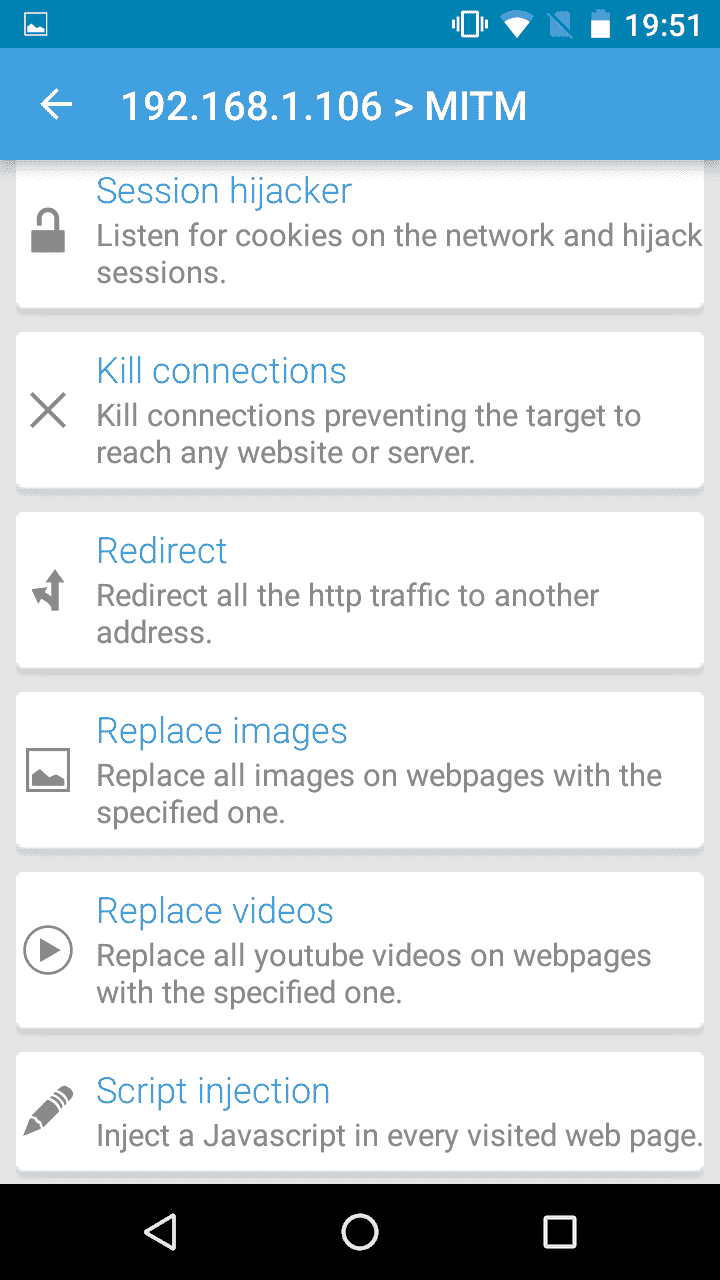 19:51
192.168.1.106 > MITM
Session hijacker
Listen for cookies on the network and hijack
sessions.
Kill connections
Kill connections preventing the target to
reach any website or server.
Redirect
Redirect all the http traffic to another
address.
Replace images
Replace all images on webpages with the
specified one.
Replace videos
Replace all youtube videos on webpages
with the specified one.
Script injection
Inject a Javascript in every visited web page.